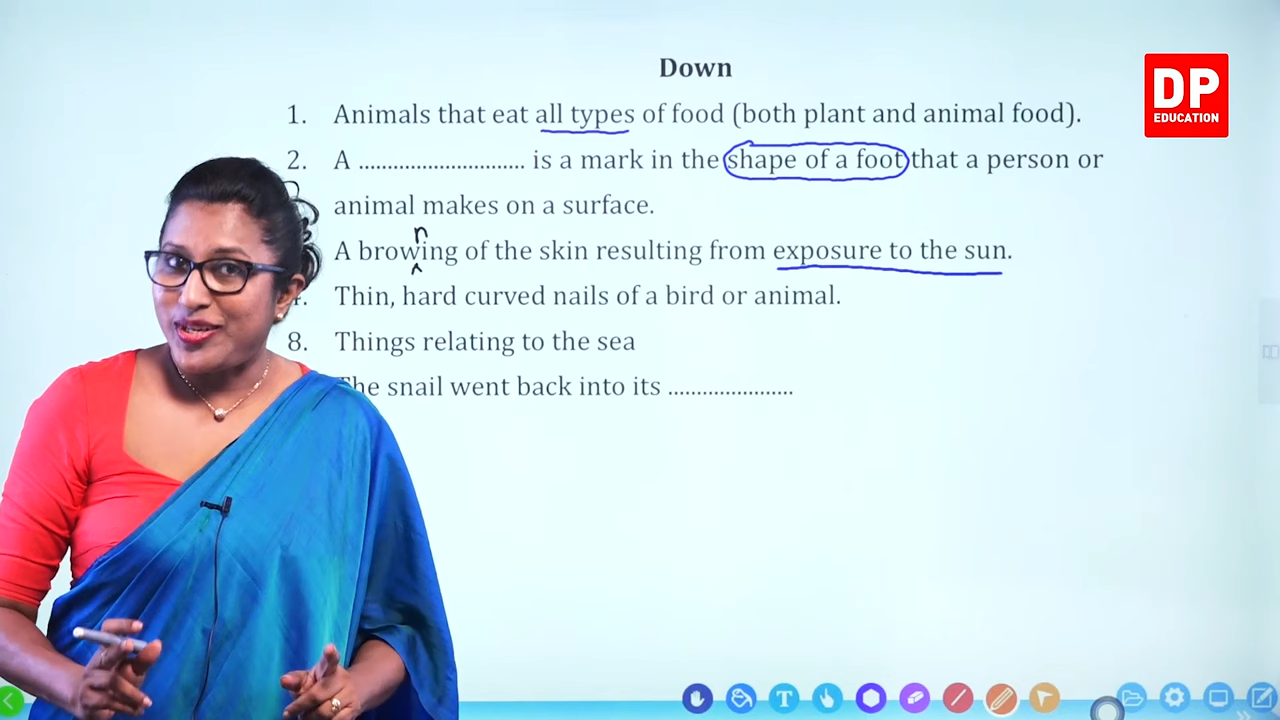 Down
DP
EDUCATION
1. Animals that eat all types of food (both plant and animal food).
2. A ............................ is a mark in the shape of a foot that a person or
animal makes on a surface.
n
A browing of the skin resulting from exposure to the sun.
^
4. Thin, hard curved nails of a bird or animal.
8. Things relating to the sea
The snail went back into its .....................
T